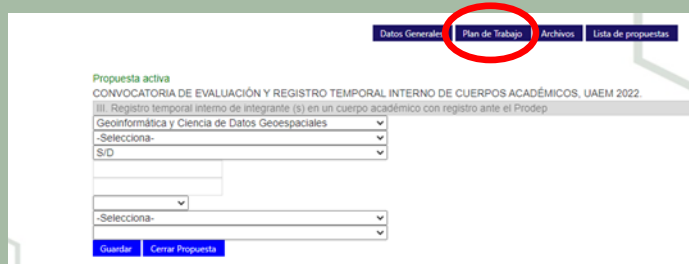 Datos Generales Plan de Trabajo Archivos Lista de propuestas
Propuesta activa
CONVOCATORIA DE EVALUACIÓN Y REGISTRO TEMPORAL INTERNO DE CUERPOS ACADÉMICOS, UAEM 2022.
III. Registro temporal interno de integrante (s) en un cuerpo académico con registro ante el Prodep
Geoinformática y Ciencia de Datos Geoespaciales
-Selecciona-
S/D
-Selecciona-
Guardar Cerrar Propuesta